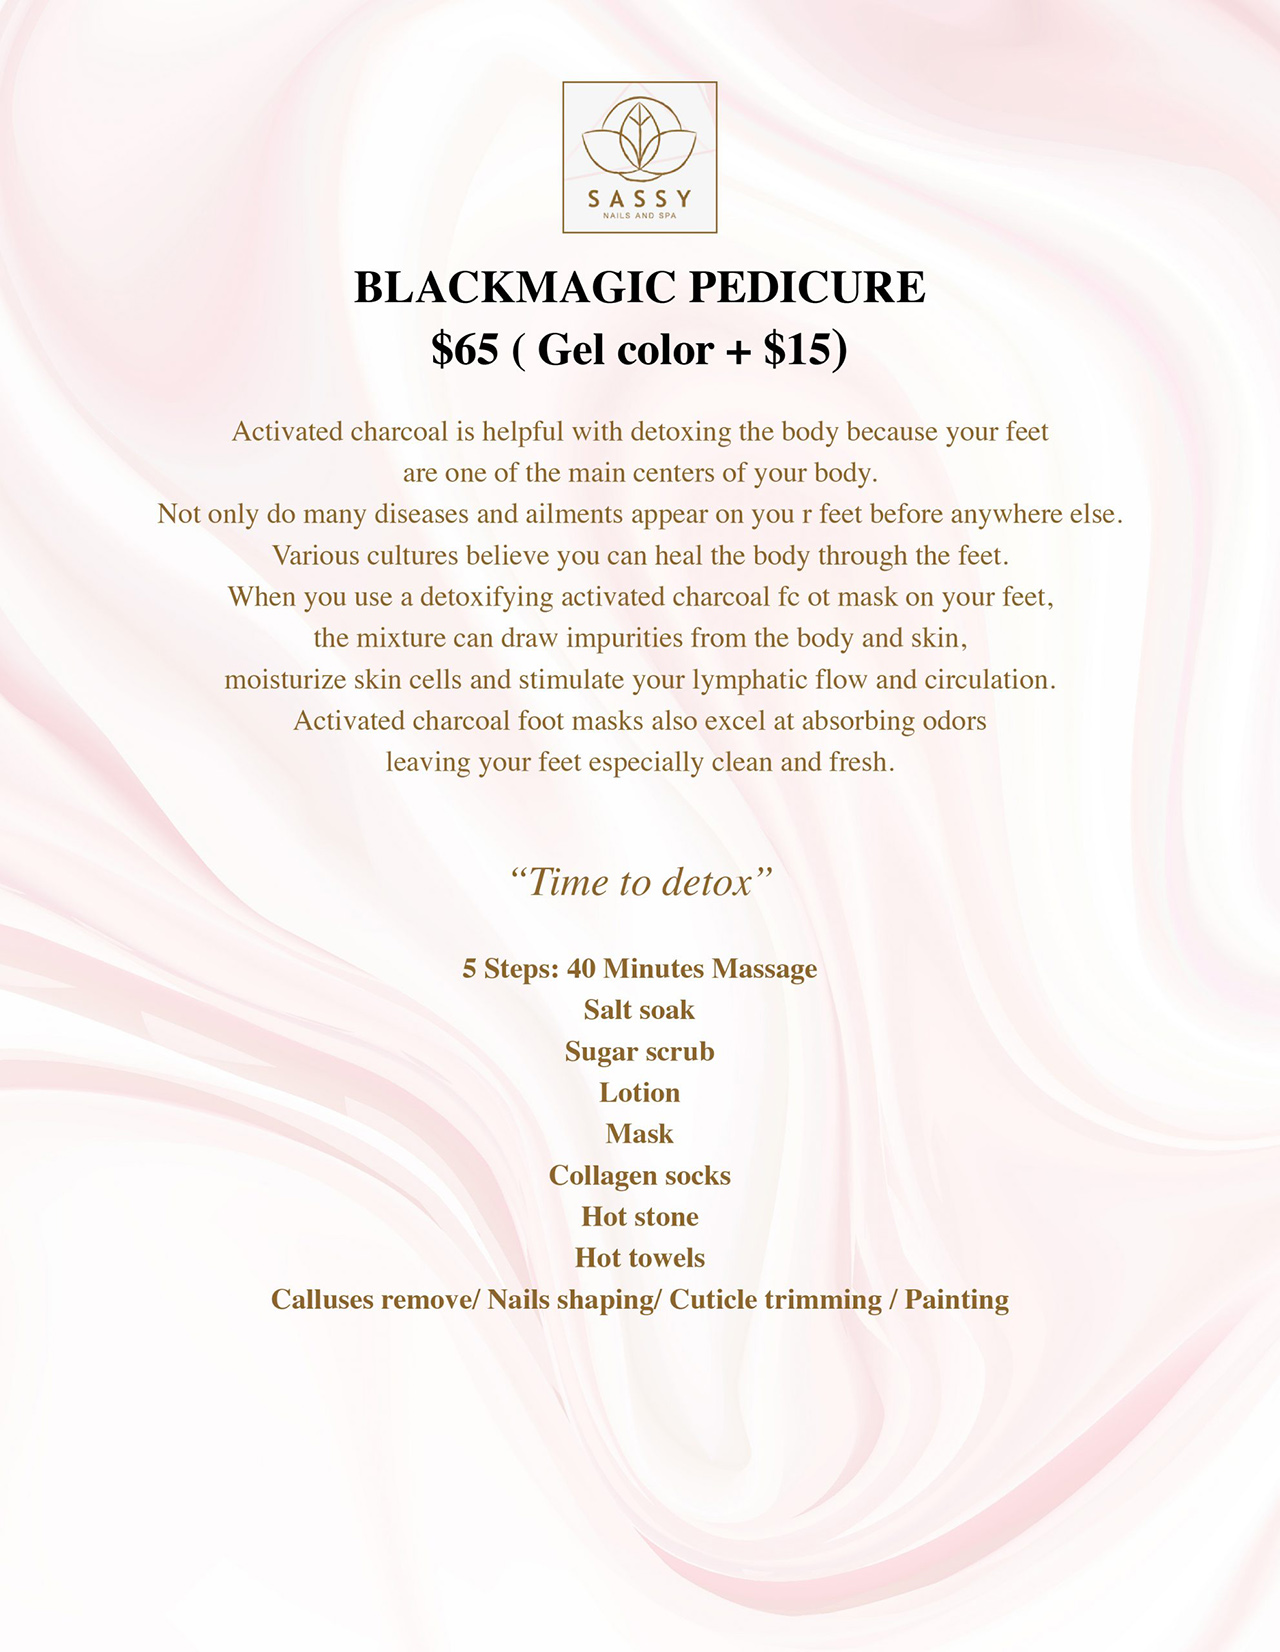 SASSY
NAILS AND SPA
BLACKMAGIC PEDICURE
$65 ( Gel color + $15)
Activated charcoal is helpful with detoxing the body because your feet
are one of the main centers of your body.
Not only do many diseases and ailments appear on you r feet before anywhere else.
Various cultures believe you can heal the body through the feet.
When you use a detoxifying activated charcoal fc ot mask on your feet,
the mixture can draw impurities from the body and skin,
moisturize skin cells and stimulate your lymphatic flow and circulation.
Activated charcoal foot masks also excel at absorbing odors
leaving your feet especially clean and fresh.
“Time to detox”
5 Steps: 40 Minutes Massage
Salt soak
Sugar scrub
Lotion
Mask
Collagen socks
Hot stone
Hot towels
Calluses remove/ Nails shaping/ Cuticle trimming / Painting